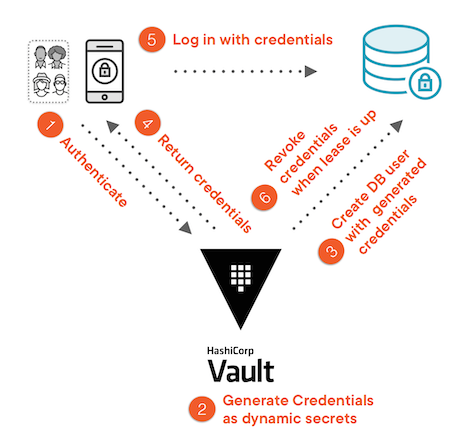 5 Log in with credentials
1 Authenticate
4 Return credentials
6 Revoke
credentials
when lease is up
3 Create DB user
with generated
credentials
HashiCorp
Vault
2 Generate Credentials
as dynamic secrets